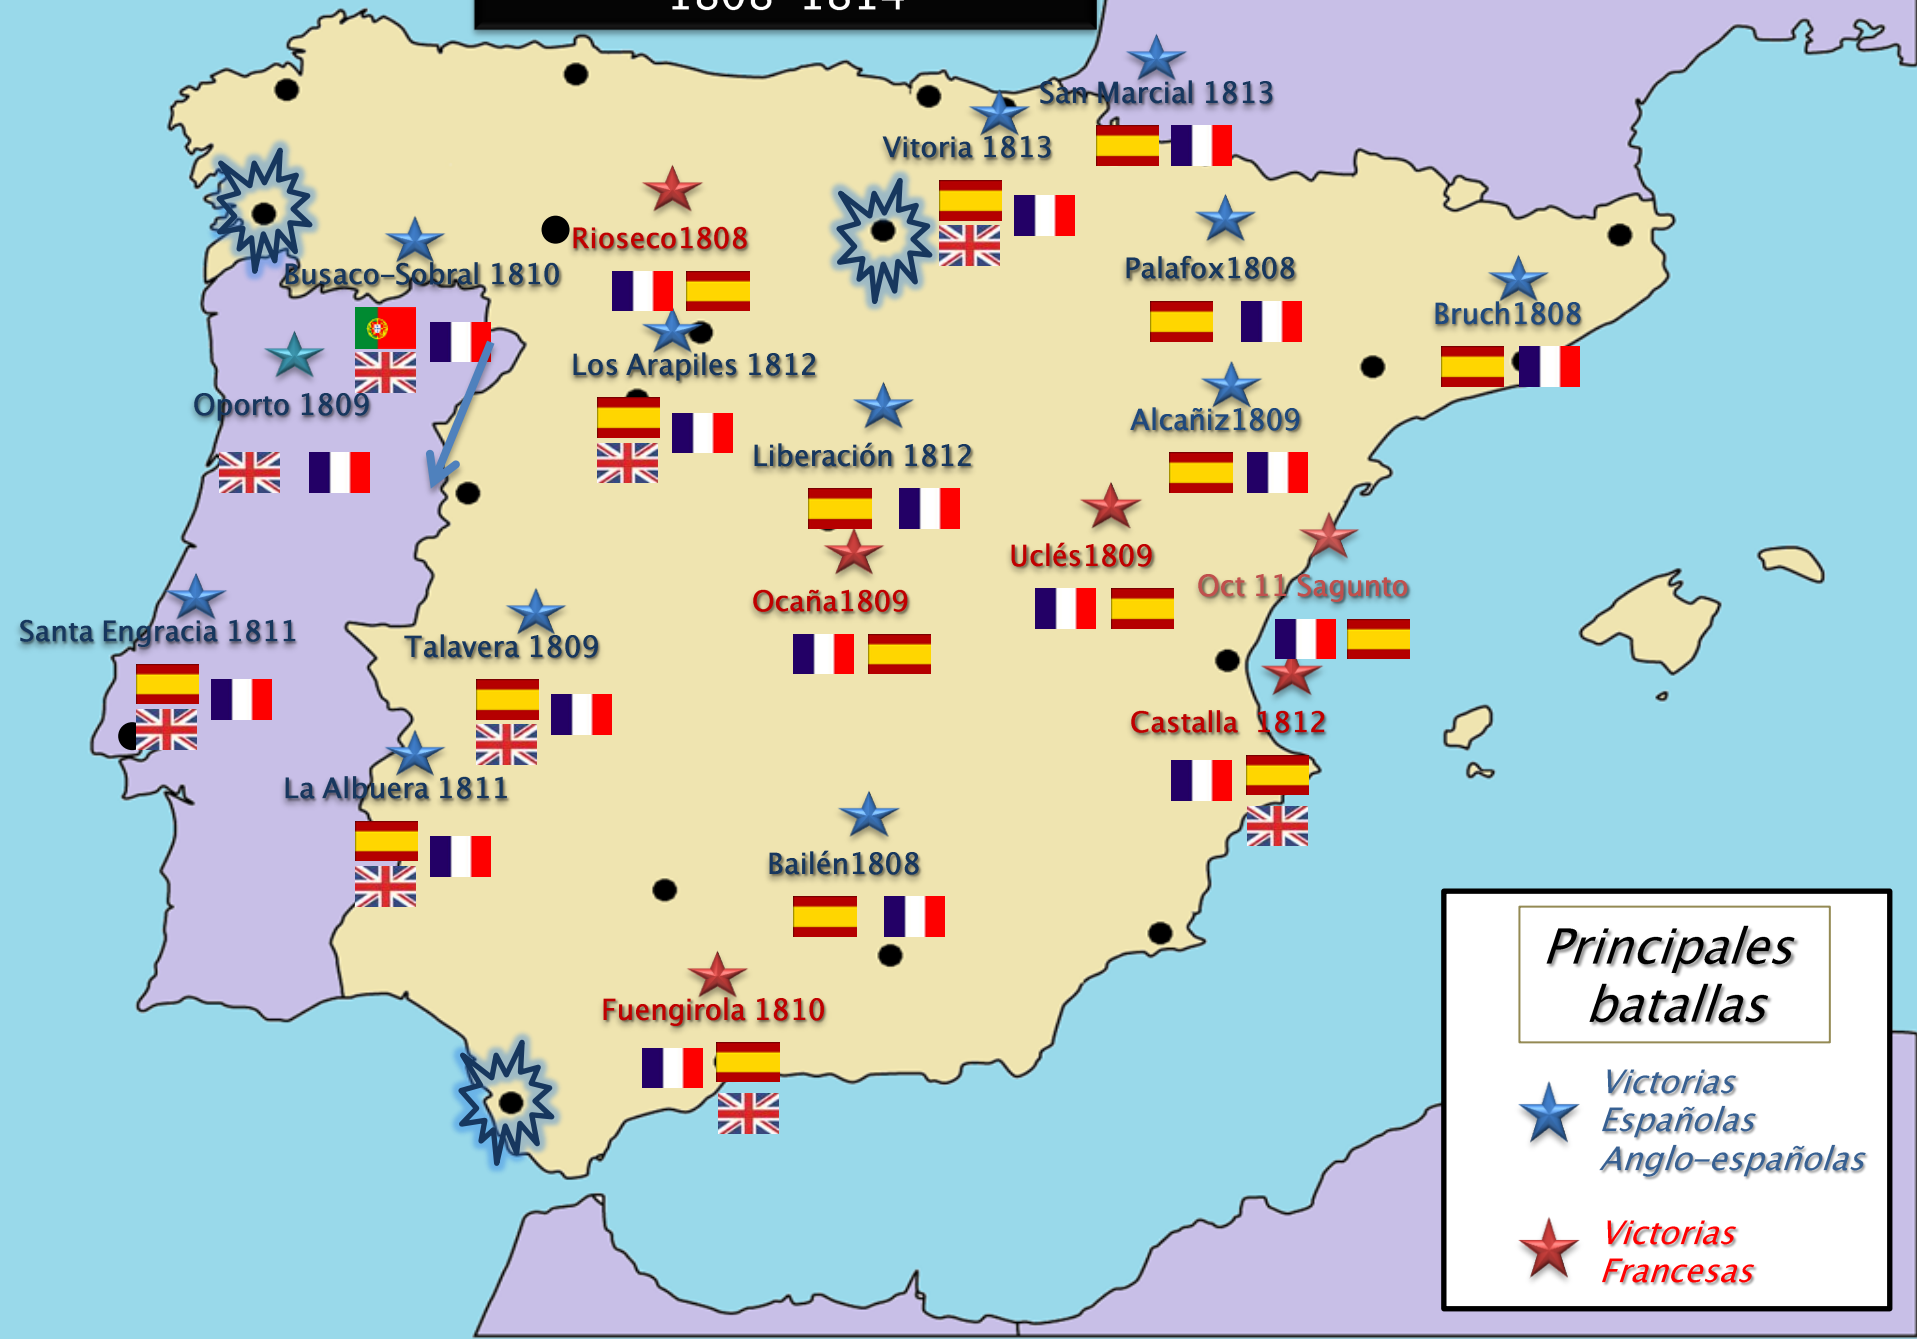 1808-1814
San Marcial 1813
Vitoria 1813
Rioseco1808
Palafox1808
Busaco-Sobral 1810
Bruch1808
Los Arapiles 1812
Oporto 1809
Alcañiz1809
Liberación 1812
Uclés1809
Oct 11 Sagunto
Ocaña1809
Santa Engracia 1811
Talavera 1809
Castalla 1812
La Albuera 1811
Bailén1808
Fuengirola 1810
Principales
batallas
Victorias
Españolas
Anglo-españolas
Victorias
Francesas